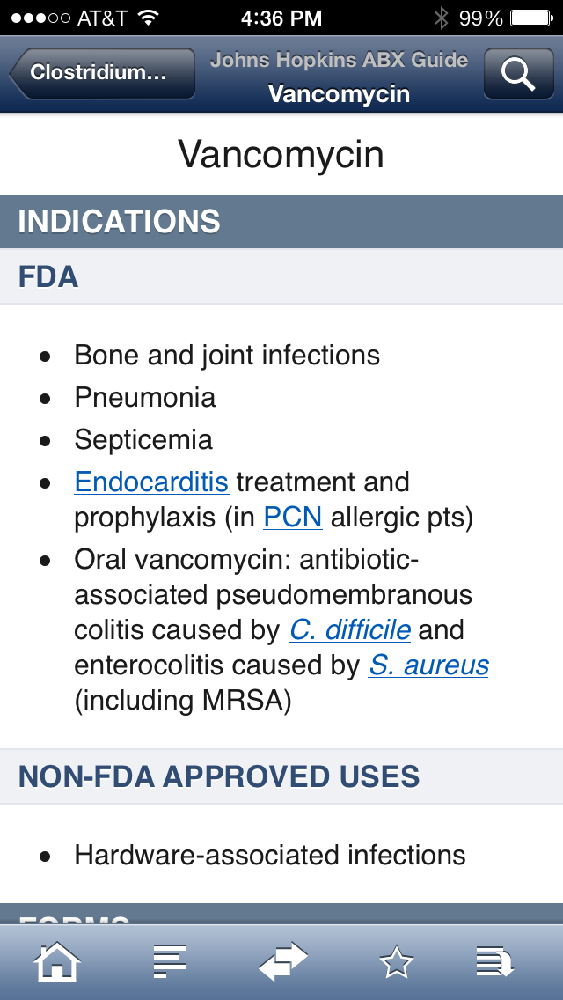 AT&T 4:36 PM 99%
Clostridium...
Johns Hopkins ABX Guide
Vancomycin
Vancomycin
INDICATIONS
FDA
• Bone and joint infections
• Pneumonia
• Septicemia
• Endocarditis treatment and
prophylaxis (in PCN allergic pts)
• Oral vancomycin: antibiotic-
associated pseudomembranous
colitis caused by C. difficile and
enterocolitis caused by S. aureus
(including MRSA)
NON-FDA APPROVED USES
• Hardware-associated infections
FORMS